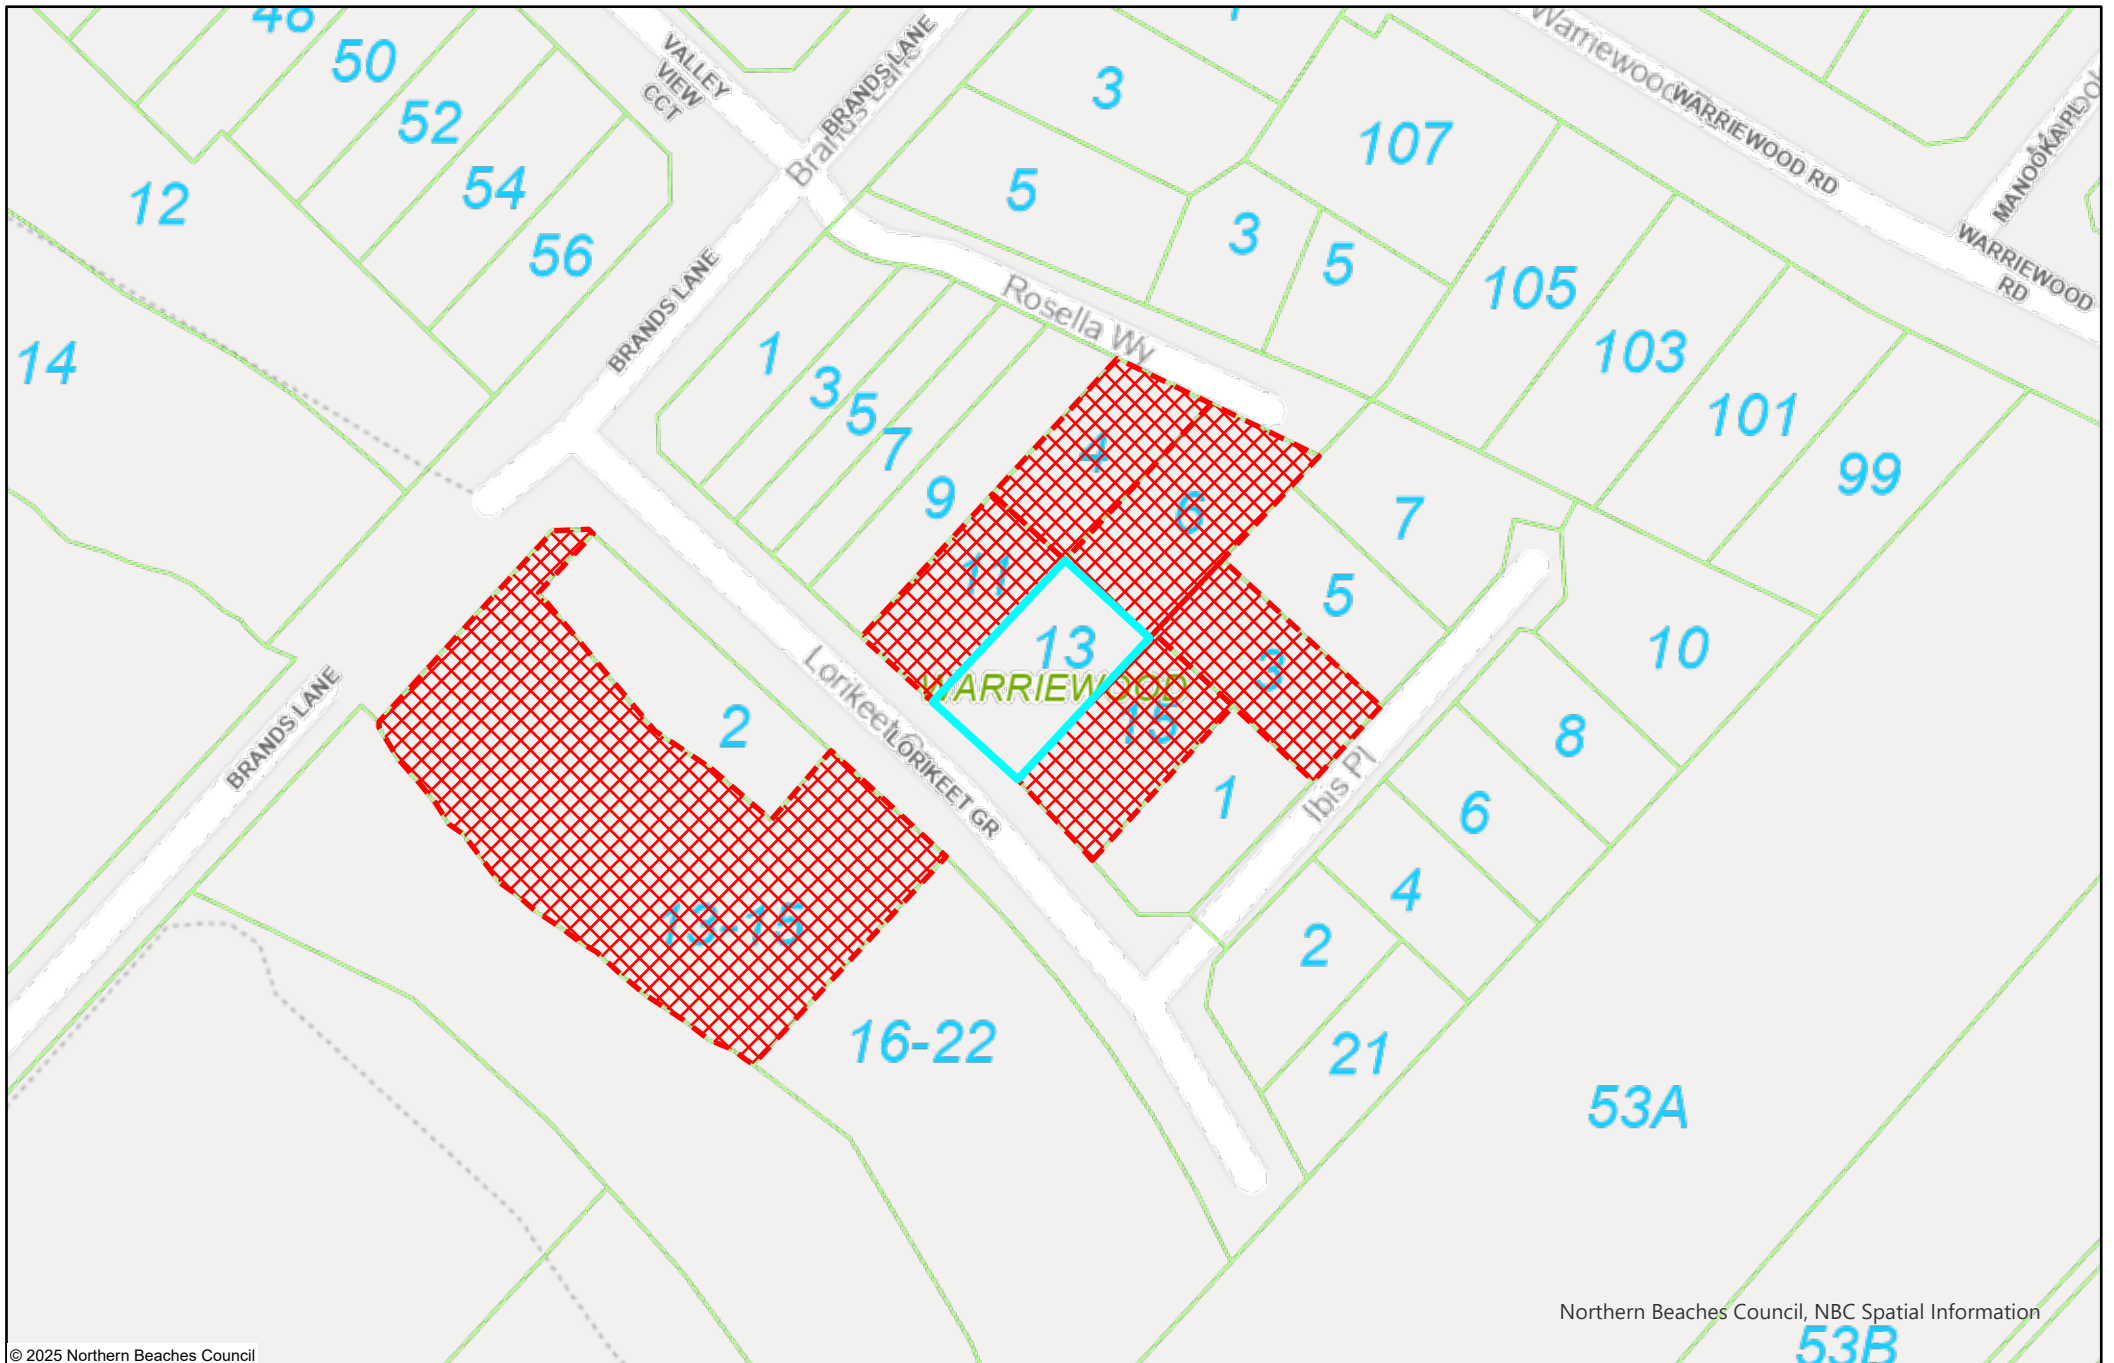 48
50
52
54
56
12
14
VALLEY
VIEW
CCT
BRANDS LANE
Brands Lane
3
5
107
3
5
105
103
101
99
Warriewood
WARRIEWOOD RD
MANOOKA PL
WARRIEWOOD
RD
BRANDS LANE
Rosella Wy
1
3
5
7
9
4
6
11
13
WARRIEWOOD
15
3
1
7
5
10
8
6
4
2
21
Ibis Pl
2
Lorikeet Gr
LORIKEET GR
BRANDS LANE
13-15
16-22
53A
53B
Northern Beaches Council, NBC Spatial Information
© 2025 Northern Beaches Council